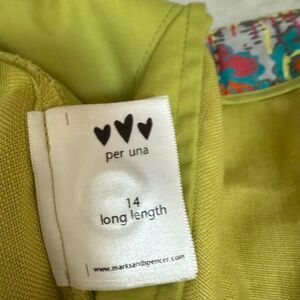 per una
14
long length
www.marksandspencer.com